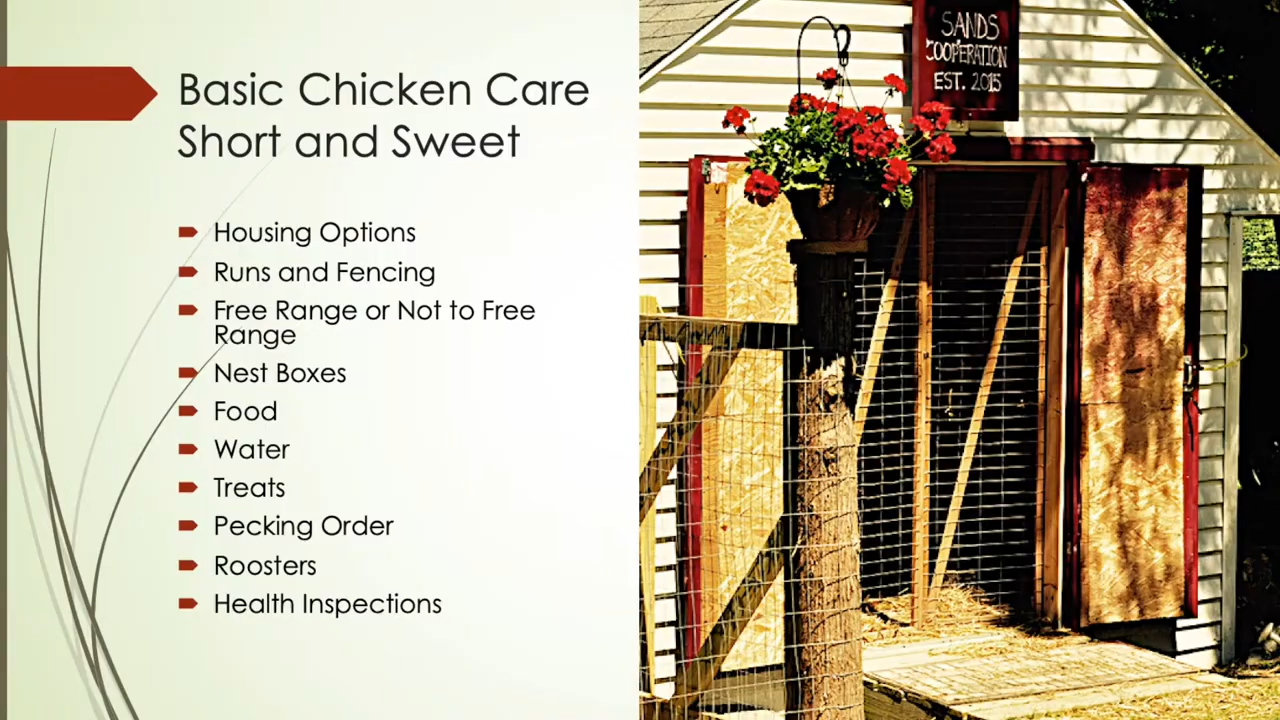 Basic Chicken Care
Short and Sweet
Housing Options
Runs and Fencing
Free Range or Not to Free
Range
Nest Boxes
Food
Water
Treats
Pecking Order
Roosters
Health Inspections
SANDS
COOPERATION
EST. 2015